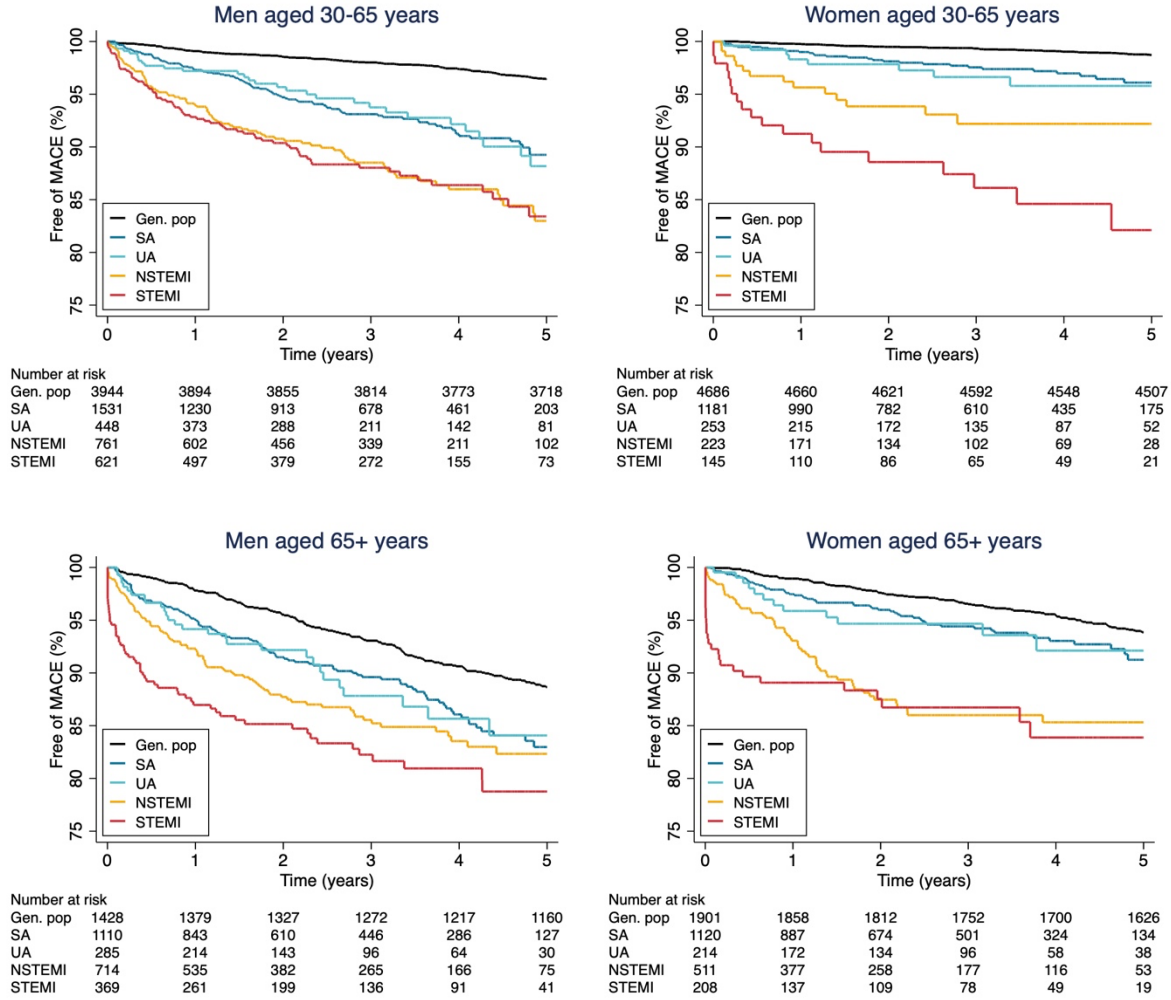 Men aged 30-65 years
Free of MACE (%)
100
95
90
85
80
75
Gen. pop
SA
UA
NSTEMI
STEMI
0 1 2 3 4 5
Time (years)
Number at risk
Gen. pop 3944 3894 3855 3814 3773 3718
SA 1531 1230 913 678 461 203
UA 448 373 288 211 142 81
NSTEMI 761 602 456 339 211 102
STEMI 621 497 379 272 155 73
Women aged 30-65 years
Free of MACE (%)
100
95
90
85
80
75
Gen. pop
SA
UA
NSTEMI
STEMI
0 1 2 3 4 5
Time (years)
Number at risk
Gen. pop 4686 4660 4621 4592 4548 4507
SA 1181 990 782 610 435 175
UA 253 215 172 135 87 52
NSTEMI 223 171 134 102 69 28
STEMI 145 110 86 65 49 21
Men aged 65+ years
Free of MACE (%)
100
95
90
85
80
75
Gen. pop
SA
UA
NSTEMI
STEMI
0 1 2 3 4 5
Time (years)
Number at risk
Gen. pop 1428 1379 1327 1272 1217 1160
SA 1110 843 610 446 286 127
UA 285 214 143 96 64 30
NSTEMI 714 535 382 265 166 75
STEMI 369 261 199 136 91 41
Women aged 65+ years
Free of MACE (%)
100
95
90
85
80
75
Gen. pop
SA
UA
NSTEMI
STEMI
0 1 2 3 4 5
Time (years)
Number at risk
Gen. pop 1901 1858 1812 1752 1700 1626
SA 1120 887 674 501 324 134
UA 214 172 134 96 58 38
NSTEMI 511 377 258 177 116 53
STEMI 208 137 109 78 49 19